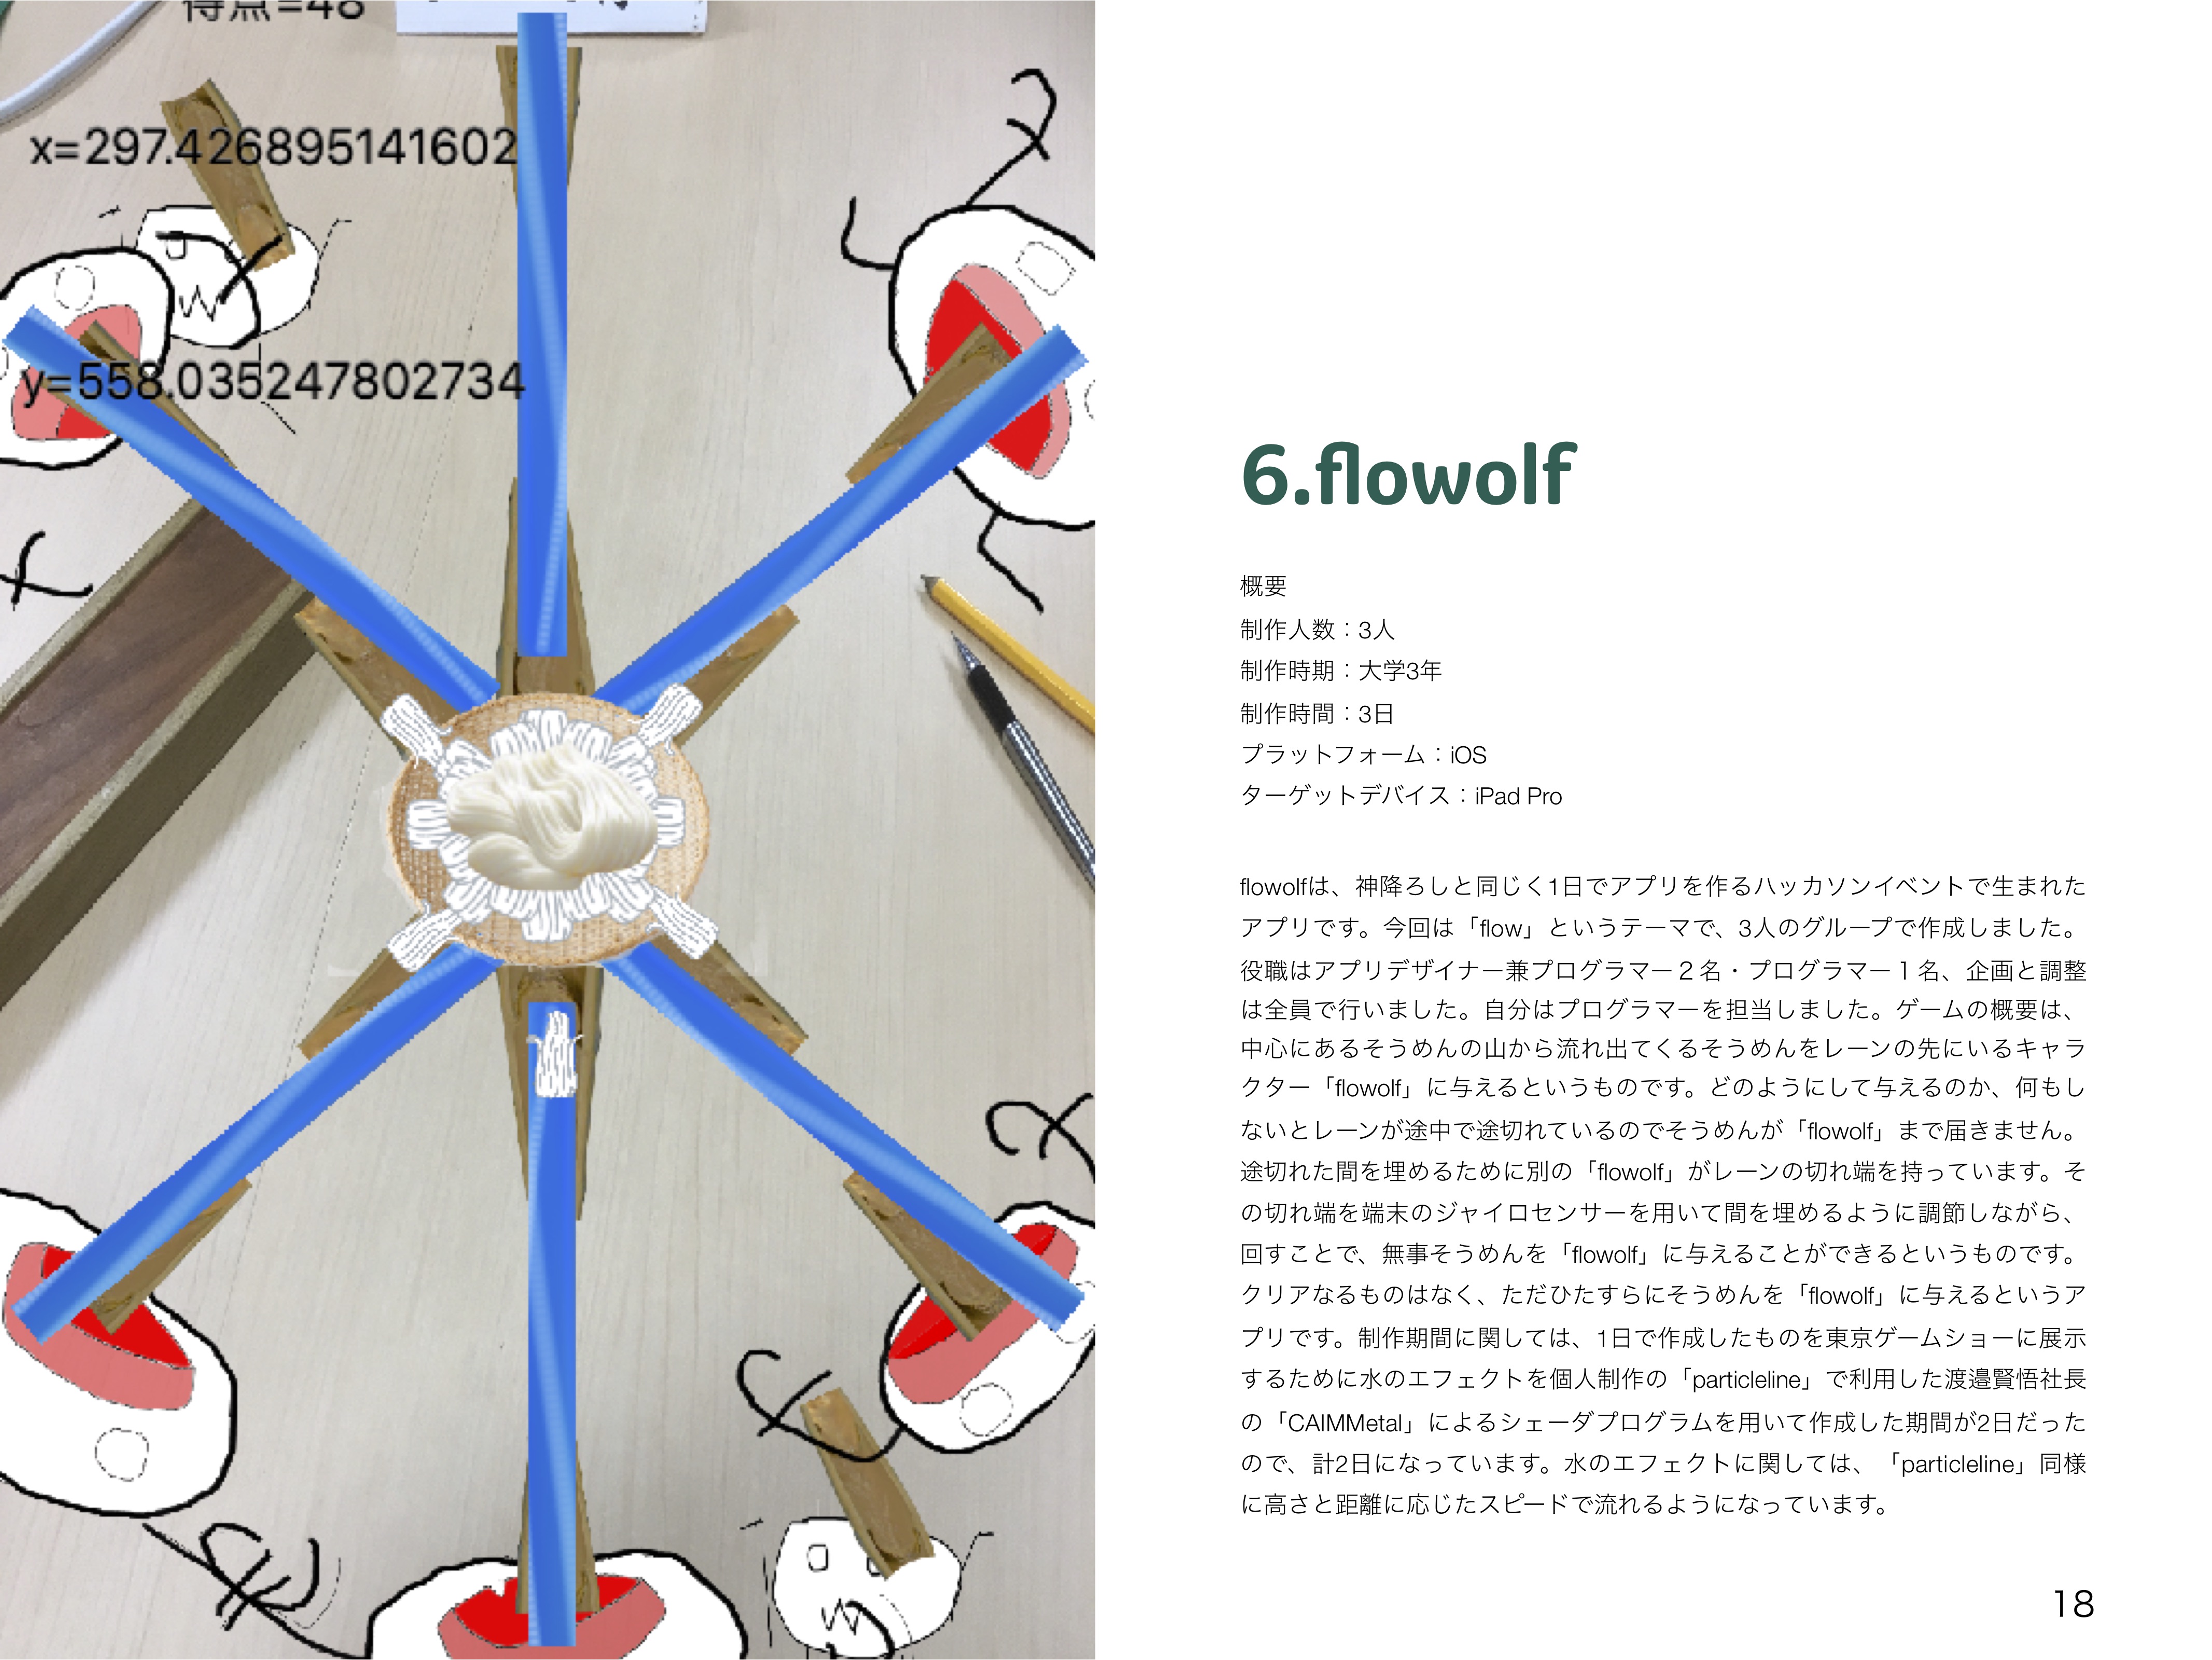 得点=48
x=297.426895141602
y=558.035247802734
6.flowolf
概要
制作人数：3人
制作時期：大学3年
制作時間：3日
プラットフォーム：iOS
ターゲットデバイス：iPad Pro
flowolfは、神降ろしと同じく1日でアプリを作るハッカソンイベントで生まれた
アプリです。今回は「flow」というテーマで、3人のグループで作成しました。
役職はアプリデザイナー兼プログラマー２名・プログラマー１名、企画と調整
は全員で行いました。自分はプログラマーを担当しました。ゲームの概要は、
中心にあるそうめんの山から流れ出てくるそうめんをレーンの先にいるキャラ
クター「flowolf」に与えるというものです。どのようにして与えるのか、何もし
ないとレーンが途中で途切れているのでそうめんが「flowolf」まで届きません。
途切れた間を埋めるために別の「flowolf」がレーンの切れ端を持っています。そ
の切れ端を端末のジャイロセンサーを用いて間を埋めるように調節しながら、
回すことで、無事そうめんを「flowolf」に与えることができるというものです。
クリアなるものはなく、ただひたすらにそうめんを「flowolf」に与えるというア
プリです。制作期間に関しては、1日で作成したものを東京ゲームショーに展示
するために水のエフェクトを個人制作の「particleline」で利用した渡邉賢悟社長
の「CAIMMetal」によるシェーダプログラムを用いて作成した期間が2日だった
ので、計2日になっています。水のエフェクトに関しては、「particleline」同様
に高さと距離に応じたスピードで流れるようになっています。
18